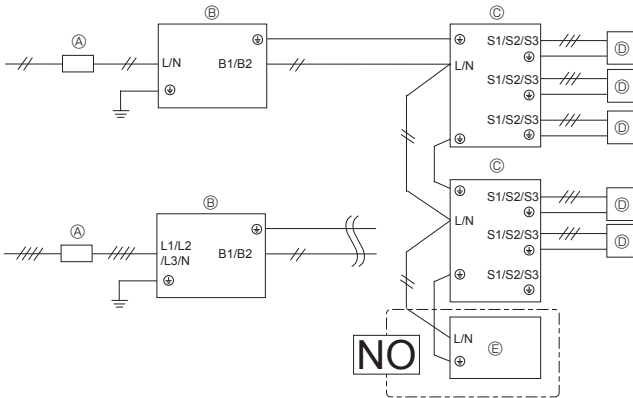 Ⓐ
Ⓑ
L/N
B1/B2
Ⓒ
L/N
S1/S2/S3
Ⓓ
S1/S2/S3
Ⓓ
S1/S2/S3
Ⓓ
Ⓐ
Ⓑ
L1/L2
/L3/N
B1/B2
Ⓒ
L/N
S1/S2/S3
Ⓓ
S1/S2/S3
Ⓓ
S1/S2/S3
NO
L/N
Ⓔ